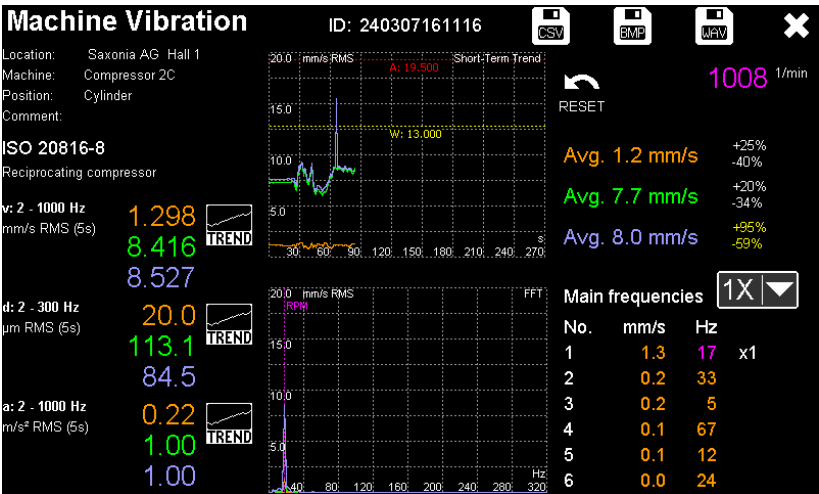 Machine Vibration ID: 240307161116 CSV BMP WAV
Location: Saxonia AG Hall 1
Machine: Compressor 2C
Position: Cylinder
Comment:
ISO 20816-8
Reciprocating compressor
v: 2 - 1000 Hz
mm/s RMS (5s)
1.298
8.416
8.527
TREND
d: 2 - 300 Hz
µm RMS (5s)
20.0
113.1
84.5
TREND
a: 2 - 1000 Hz
m/s² RMS (5s)
0.22
1.00
1.00
TREND
20.0 mm/s RMS Short-Term Trend
A: 19.500
15.0
W: 13.000
10.0
5.0
s
30 60 90 120 150 180 210 240 270
20.0 mm/s RMS FFT
RPM
15.0
10.0
5.0
Hz
40 80 120 160 200 240 280 320
RESET
1008 1/min
Avg. 1.2 mm/s +25% -40%
Avg. 7.7 mm/s +20% -34%
Avg. 8.0 mm/s +95% -59%
Main frequencies 1X
No. mm/s Hz
1 1.3 17 x1
2 0.2 33
3 0.2 5
4 0.1 67
5 0.1 12
6 0.0 24